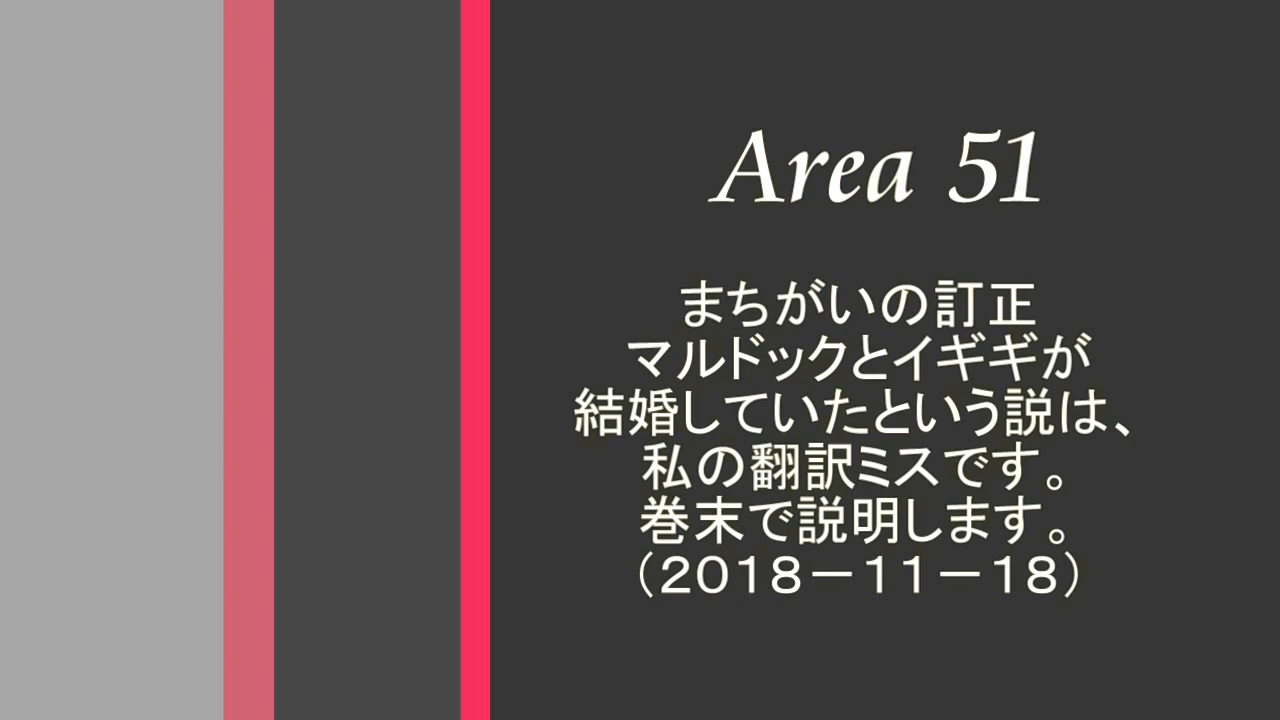 Area 51
まちがいの訂正
マルドックとイギギが
結婚していたという説は、
私の翻訳ミスです。
巻末で説明します。
（２０１８－１１－１８）